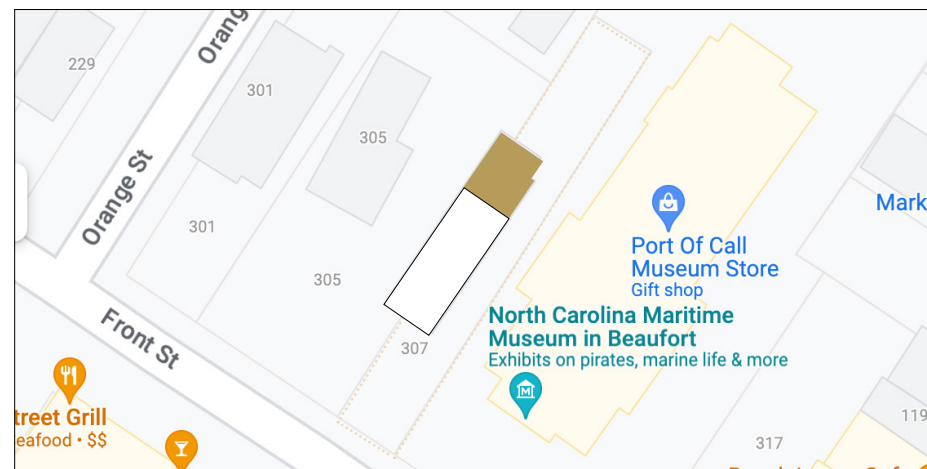 Orang
229
301
305
Orange St
301
Mark
Port Of Call
Museum Store
Gift shop
305
North Carolina Maritime
Museum in Beaufort
Exhibits on pirates, marine life & more
Front St
307
M
treet Grill
eafood • $$
119
317